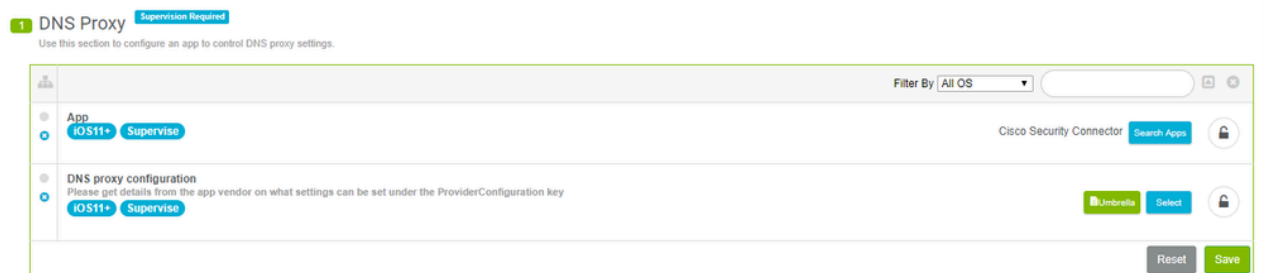 1 DNS Proxy Supervision Required
Use this section to configure an app to control DNS proxy settings.
Filter By All OS
App
iOS11+ Supervise
Cisco Security Connector Search Apps
DNS proxy configuration
Please get details from the app vendor on what settings can be set under the ProviderConfiguration key
iOS11+ Supervise
Umbrella Select
Reset Save